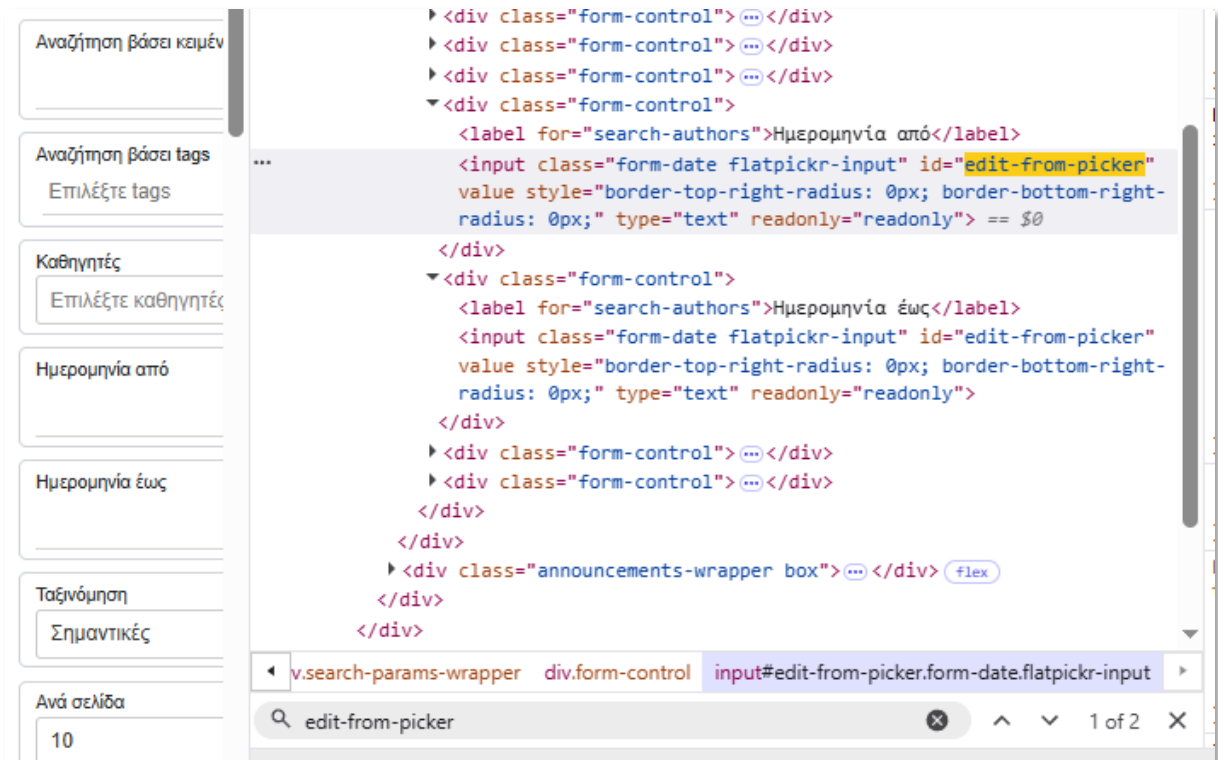 Αναζήτηση βάσει κειμέν
Αναζήτηση βάσει tags
Επιλέξτε tags
Καθηγητές
Επιλέξτε καθηγητές
Ημερομηνία από
Ημερομηνία έως
Ταξινόμηση
Σημαντικές
Ανά σελίδα
10
<div class="form-control">…</div>
<div class="form-control">…</div>
<div class="form-control">…</div>
<div class="form-control">
<label for="search-authors">Ημερομηνία από</label>
… <input class="form-date flatpickr-input" id="edit-from-picker"
value style="border-top-right-radius: 0px; border-bottom-right-
radius: 0px;" type="text" readonly="readonly"> == $0
</div>
<div class="form-control">
<label for="search-authors">Ημερομηνία έως</label>
<input class="form-date flatpickr-input" id="edit-from-picker"
value style="border-top-right-radius: 0px; border-bottom-right-
radius: 0px;" type="text" readonly="readonly">
</div>
<div class="form-control">…</div>
<div class="form-control">…</div>
</div>
</div>
<div class="announcements-wrapper box">…</div> flex
</div>
</div>
v.search-params-wrapper div.form-control input#edit-from-picker.form-date.flatpickr-input
edit-from-picker 1 of 2